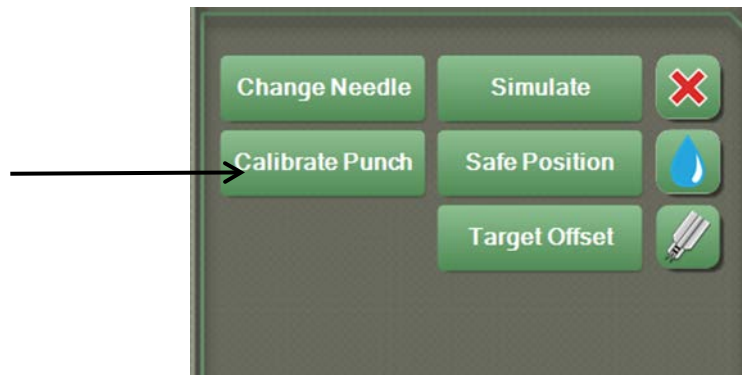 Change Needle Simulate
Calibrate Punch Safe Position
Target Offset